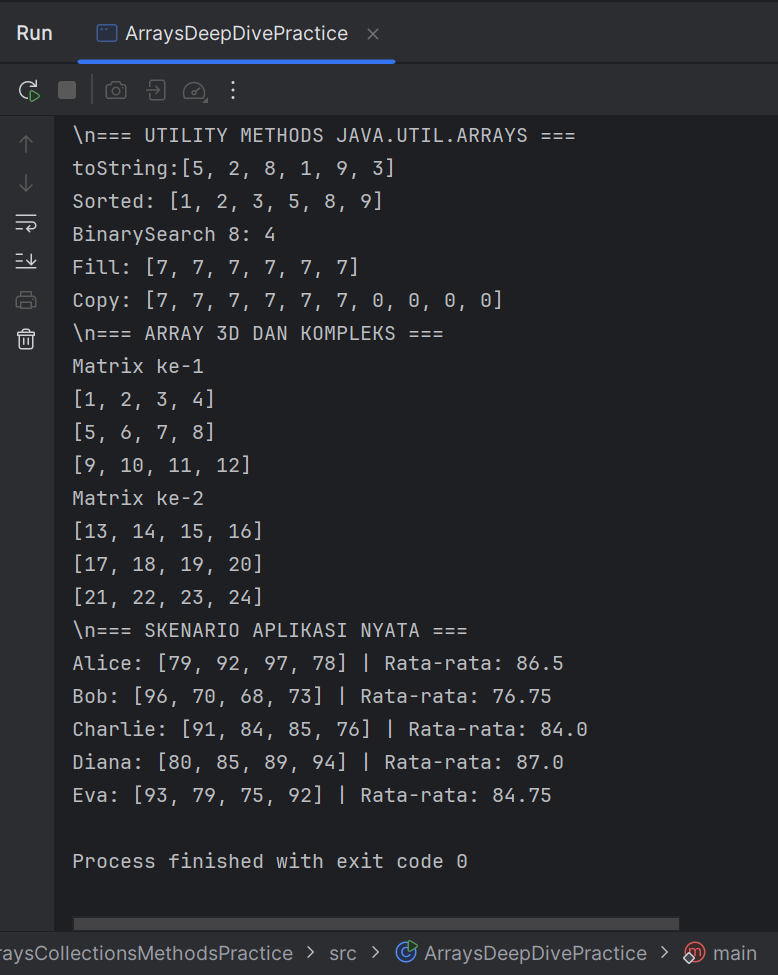 Run ArraysDeepDivePractice
\n=== UTILITY METHODS JAVA.UTIL.ARRAYS ===
toString:[5, 2, 8, 1, 9, 3]
Sorted: [1, 2, 3, 5, 8, 9]
BinarySearch 8: 4
Fill: [7, 7, 7, 7, 7, 7]
Copy: [7, 7, 7, 7, 7, 7, 0, 0, 0, 0]
\n=== ARRAY 3D DAN KOMPLEKS ===
Matrix ke-1
[1, 2, 3, 4]
[5, 6, 7, 8]
[9, 10, 11, 12]
Matrix ke-2
[13, 14, 15, 16]
[17, 18, 19, 20]
[21, 22, 23, 24]
\n=== SKENARIO APLIKASI NYATA ===
Alice: [79, 92, 97, 78] | Rata-rata: 86.5
Bob: [96, 70, 68, 73] | Rata-rata: 76.75
Charlie: [91, 84, 85, 76] | Rata-rata: 84.0
Diana: [80, 85, 89, 94] | Rata-rata: 87.0
Eva: [93, 79, 75, 92] | Rata-rata: 84.75
Process finished with exit code 0
raysCollectionsMethodsPractice > src > ArraysDeepDivePractice > main